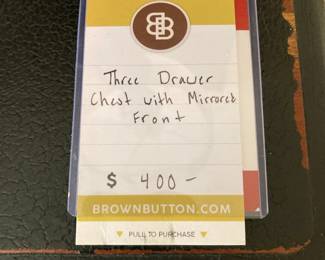 BB
Three Drawer
Chest with Mirrored
Front
$ 400-
BROWNBUTTON.COM
PULL TO PURCHASE